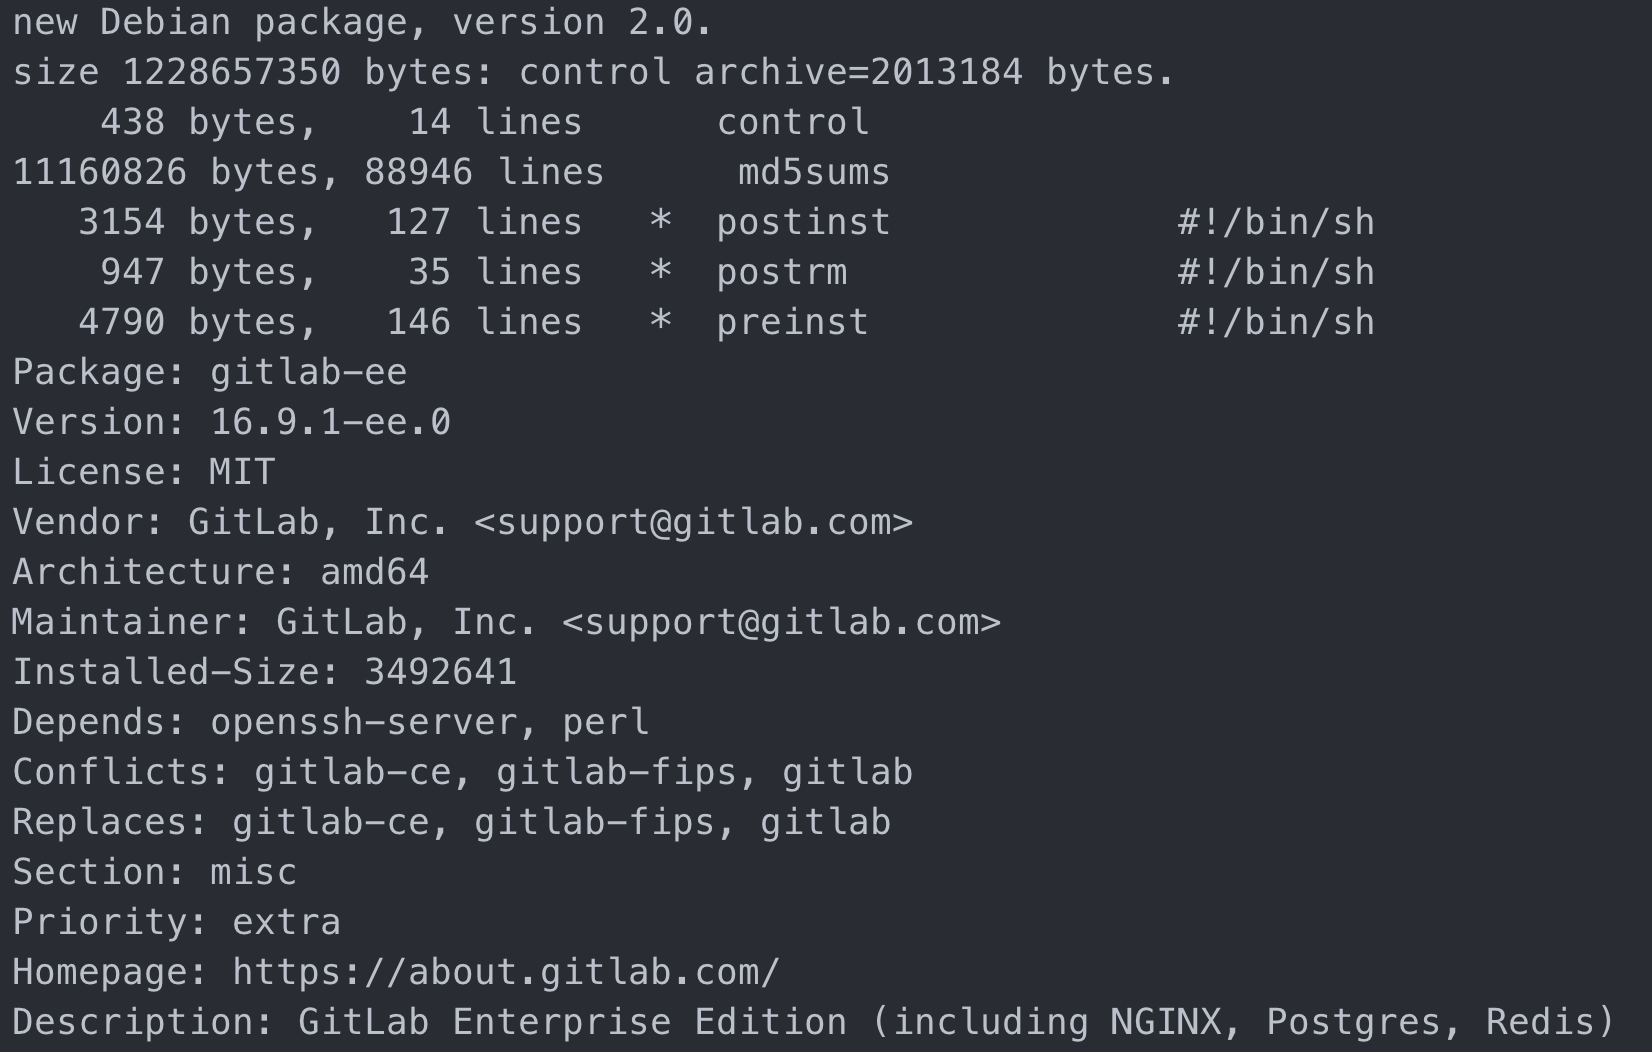 new Debian package, version 2.0.
size 1228657350 bytes: control archive=2013184 bytes.
    438 bytes,    14 lines      control
11160826 bytes, 88946 lines      md5sums
   3154 bytes,   127 lines   *  postinst             #!/bin/sh
    947 bytes,    35 lines   *  postrm               #!/bin/sh
   4790 bytes,   146 lines   *  preinst              #!/bin/sh
Package: gitlab-ee
Version: 16.9.1-ee.0
License: MIT
Vendor: GitLab, Inc. <support@gitlab.com>
Architecture: amd64
Maintainer: GitLab, Inc. <support@gitlab.com>
Installed-Size: 3492641
Depends: openssh-server, perl
Conflicts: gitlab-ce, gitlab-fips, gitlab
Replaces: gitlab-ce, gitlab-fips, gitlab
Section: misc
Priority: extra
Homepage: https://about.gitlab.com/
Description: GitLab Enterprise Edition (including NGINX, Postgres, Redis)